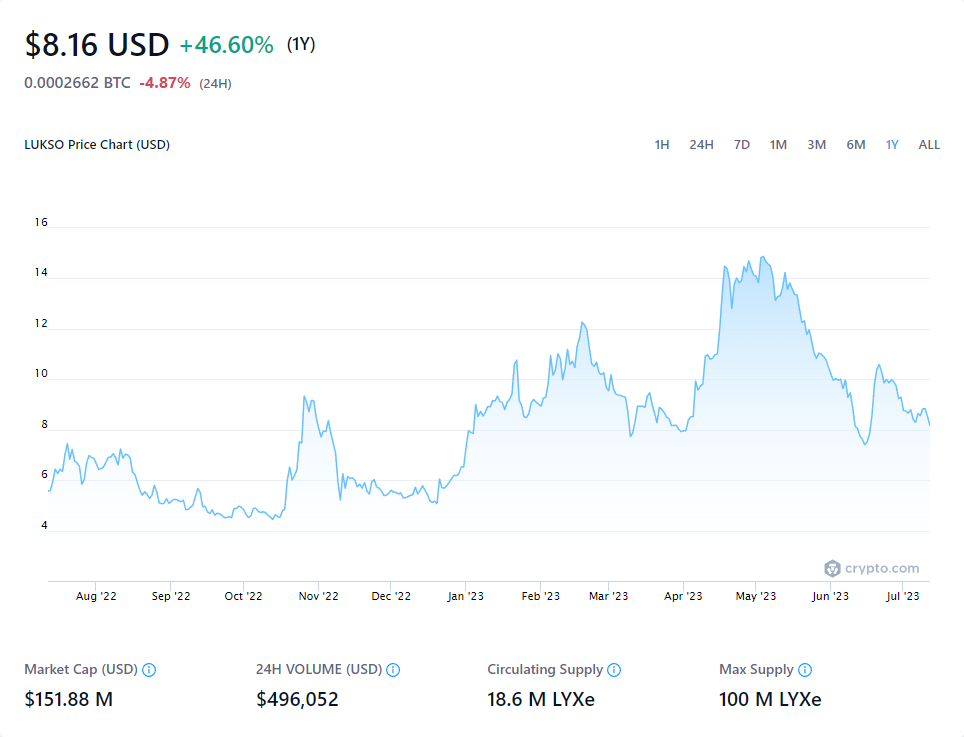 $8.16 USD +46.60% (1Y)
0.0002662 BTC -4.87% (24H)
LUKSO Price Chart (USD) 1H 24H 7D 1M 3M 6M 1Y ALL
16
14
12
10
8
6
4
crypto.com
Aug '22 Sep '22 Oct '22 Nov '22 Dec '22 Jan '23 Feb '23 Mar '23 Apr '23 May '23 Jun '23 Jul '23
Market Cap (USD) 24H VOLUME (USD) Circulating Supply Max Supply
$151.88 M $496,052 18.6 M LYXe 100 M LYXe